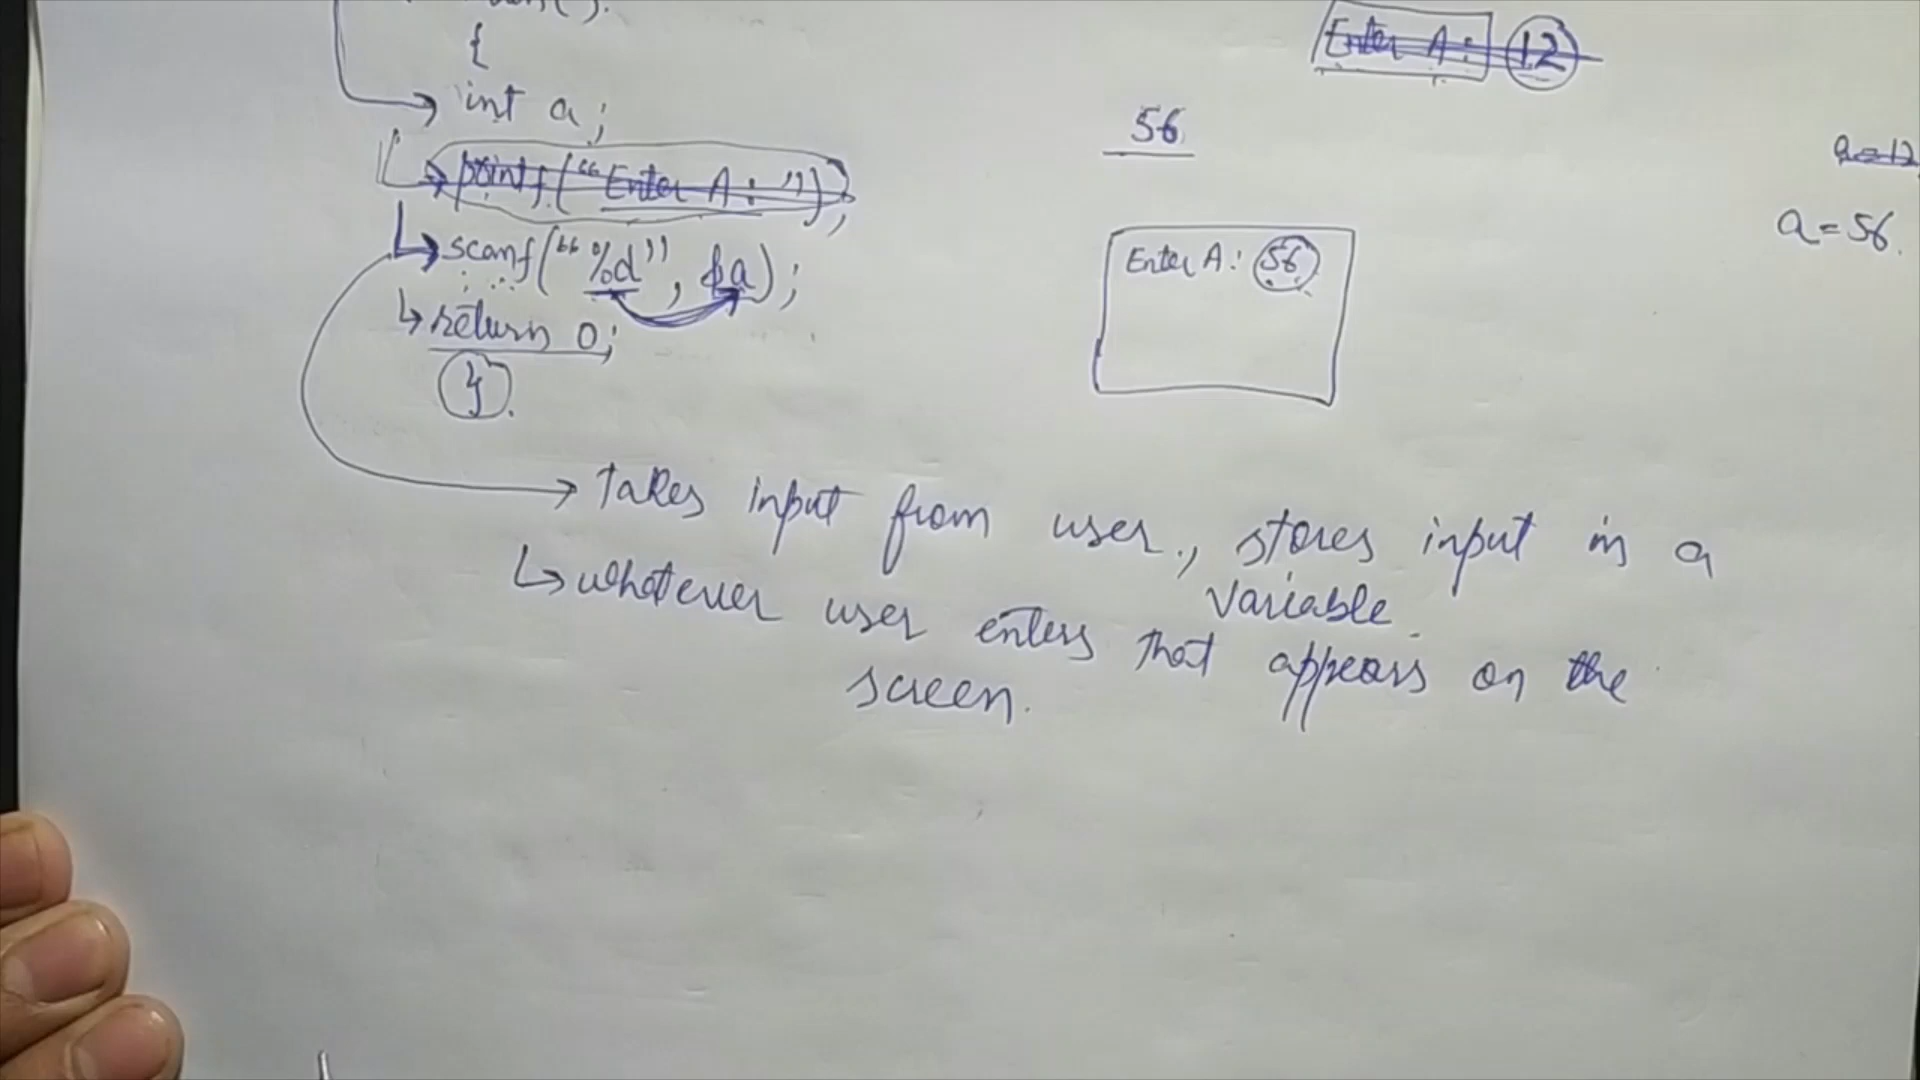 {
Enter A: 12
int a;
56
a=12
printf("Enter A: ");
a=56.
scanf("%d", &a);
Enter A: 56
return 0;
}.
takes input from user, stores input in a
variable.
whatever user enters that appears on the
screen.